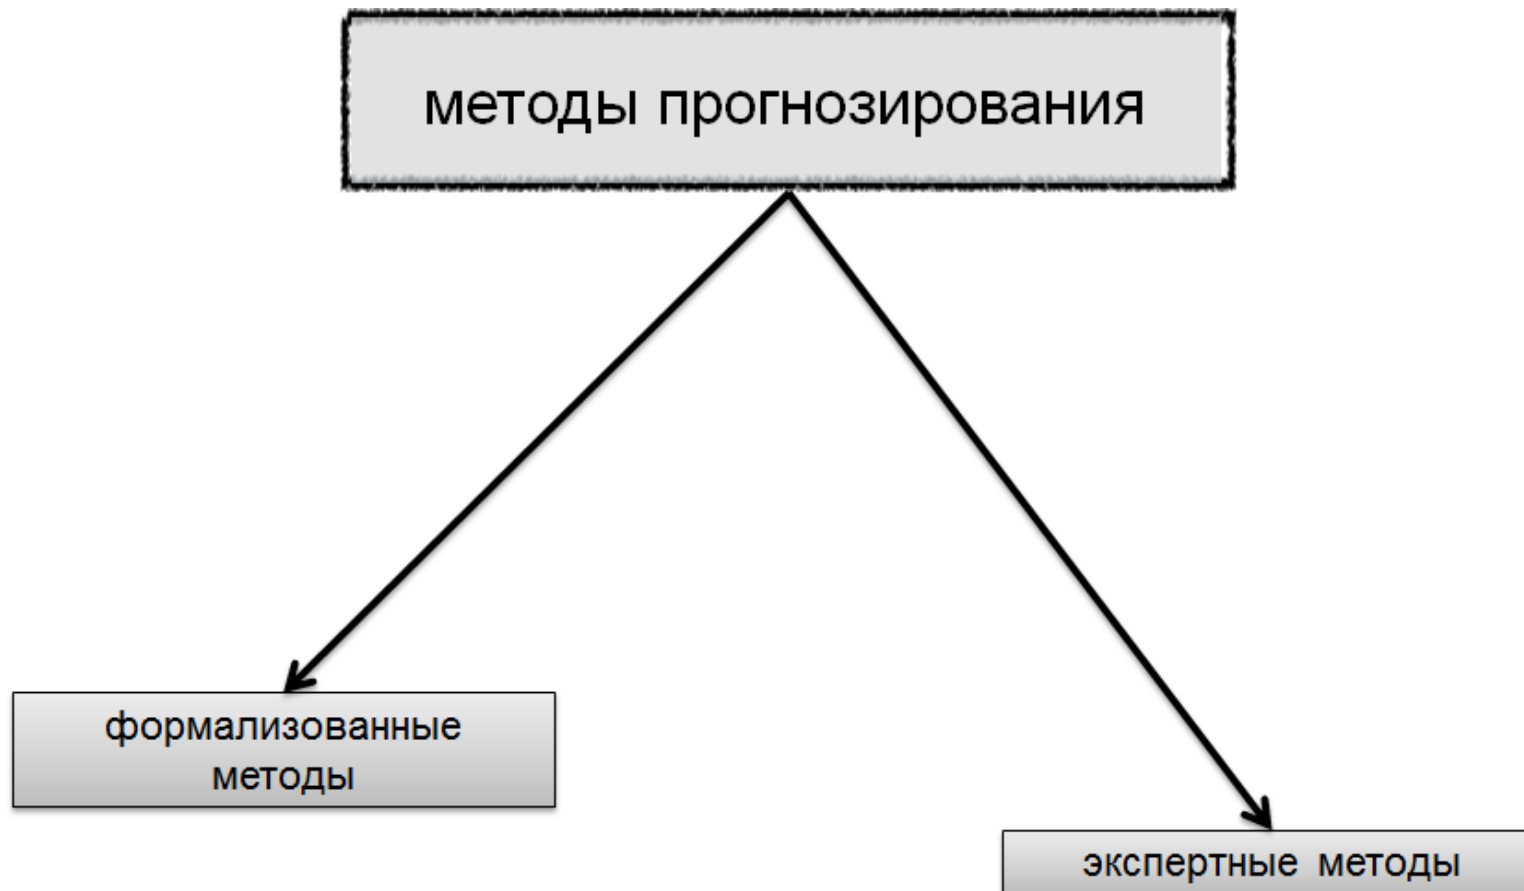 методы прогнозирования
формализованные
методы
экспертные методы